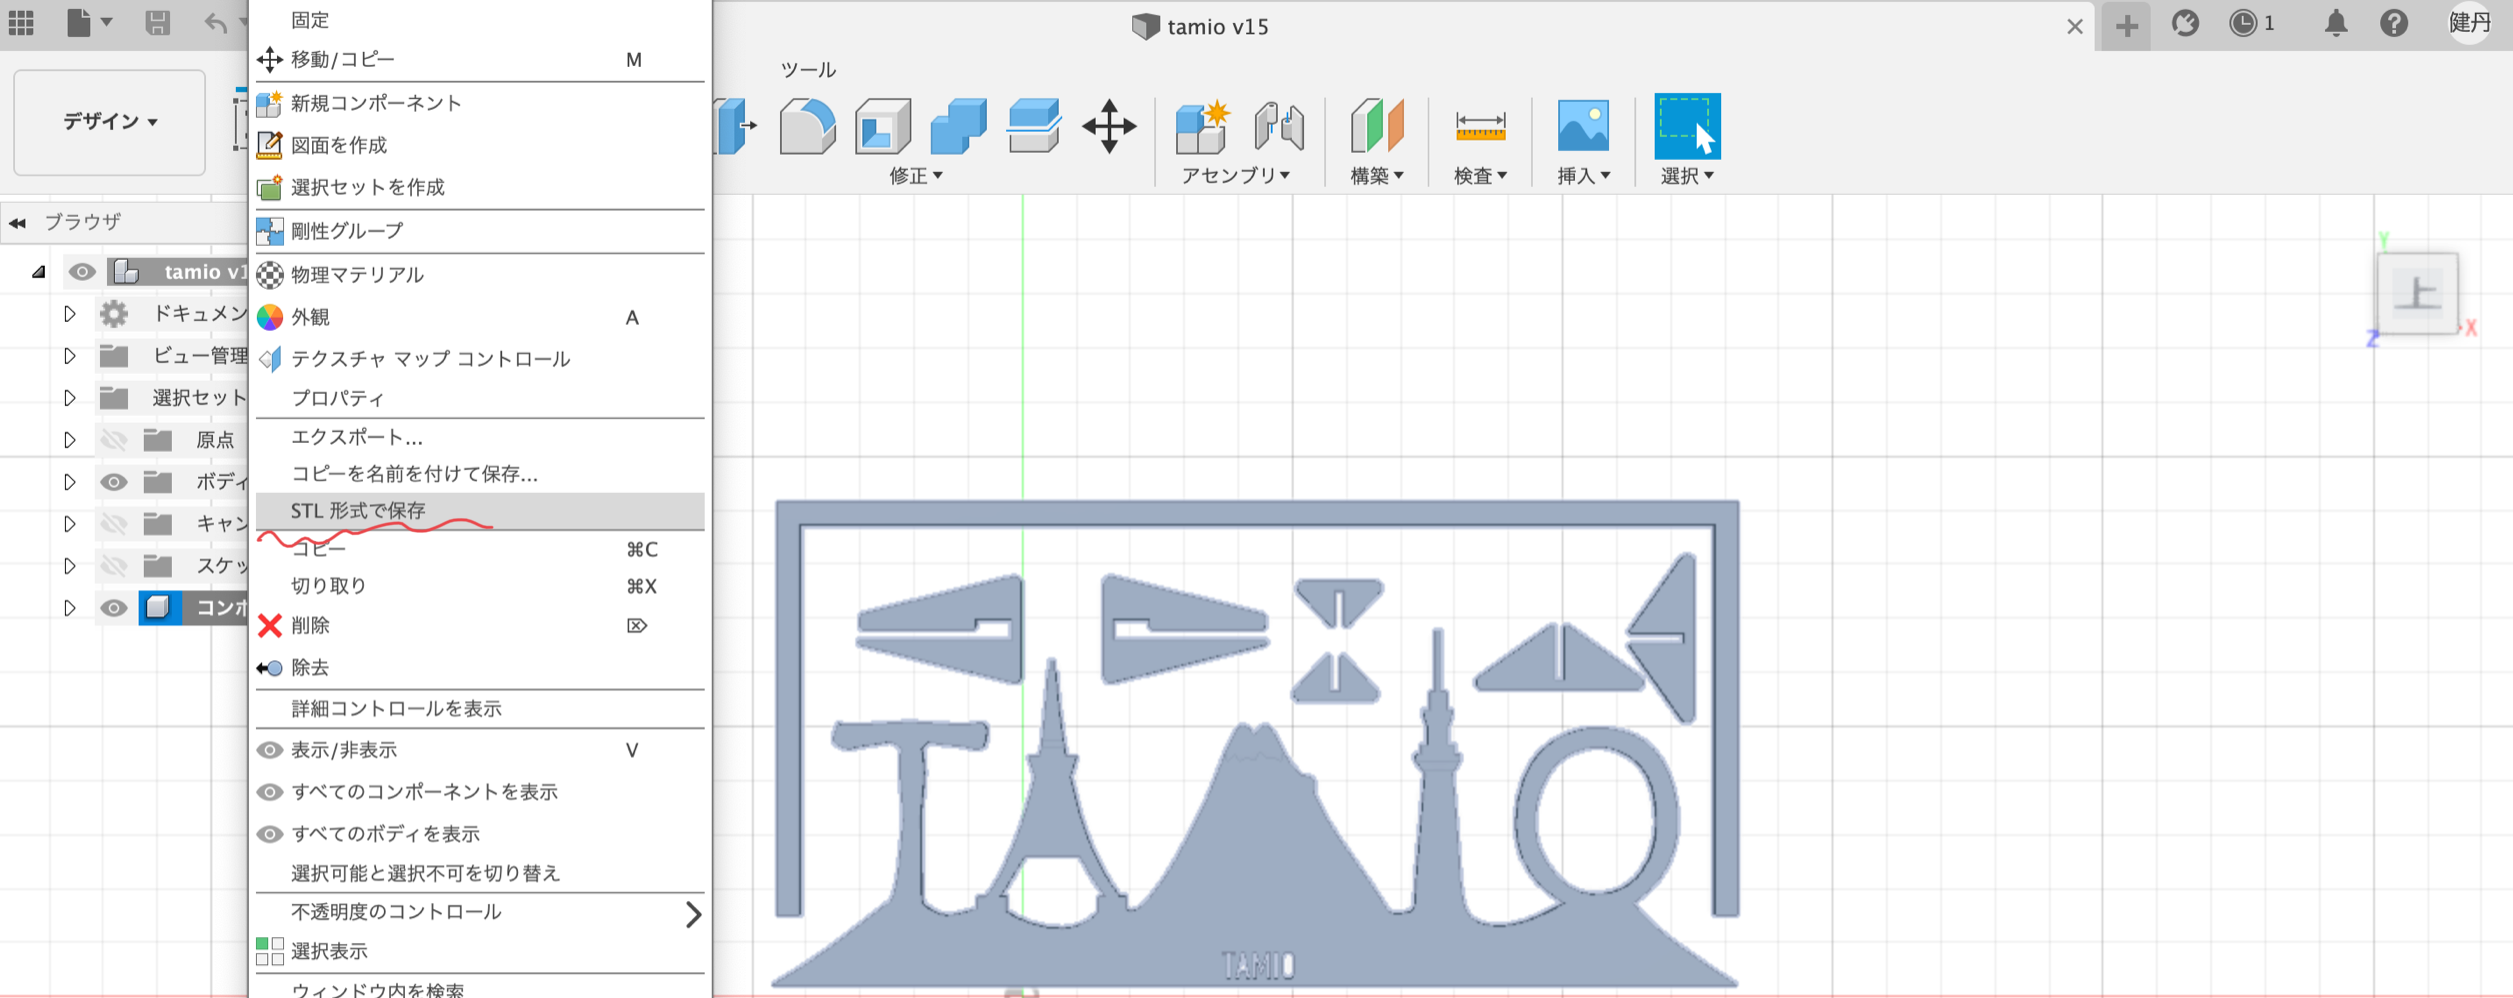 tamio v15
1
健丹
デザイン
ツール
修正
アセンブリ
構築
検査
挿入
選択
ブラウザ
tamio v1
ドキュメン
ビュー管理
選択セット
原点
ボディ
キャン
スケッ
コンポ
固定
移動/コピー M
新規コンポーネント
図面を作成
選択セットを作成
剛性グループ
物理マテリアル
外観 A
テクスチャ マップ コントロール
プロパティ
エクスポート...
コピーを名前を付けて保存...
STL 形式で保存
コピー ⌘C
切り取り ⌘X
削除 ⌦
除去
詳細コントロールを表示
表示/非表示 V
すべてのコンポーネントを表示
すべてのボディを表示
選択可能と選択不可を切り替え
不透明度のコントロール
選択表示
ウィンドウ内を検索
Y
上
Z
X
TAMIO